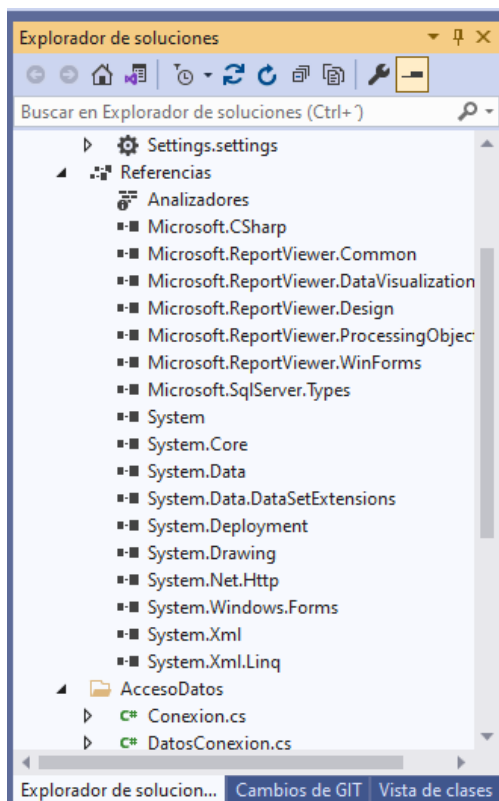 Explorador de soluciones
Buscar en Explorador de soluciones (Ctrl+´)
Settings.settings
Referencias
Analizadores
Microsoft.CSharp
Microsoft.ReportViewer.Common
Microsoft.ReportViewer.DataVisualization
Microsoft.ReportViewer.Design
Microsoft.ReportViewer.ProcessingObject
Microsoft.ReportViewer.WinForms
Microsoft.SqlServer.Types
System
System.Core
System.Data
System.Data.DataSetExtensions
System.Deployment
System.Drawing
System.Net.Http
System.Windows.Forms
System.Xml
System.Xml.Linq
AccesoDatos
C# Conexion.cs
C# DatosConexion.cs
Explorador de solucion... Cambios de GIT Vista de clases